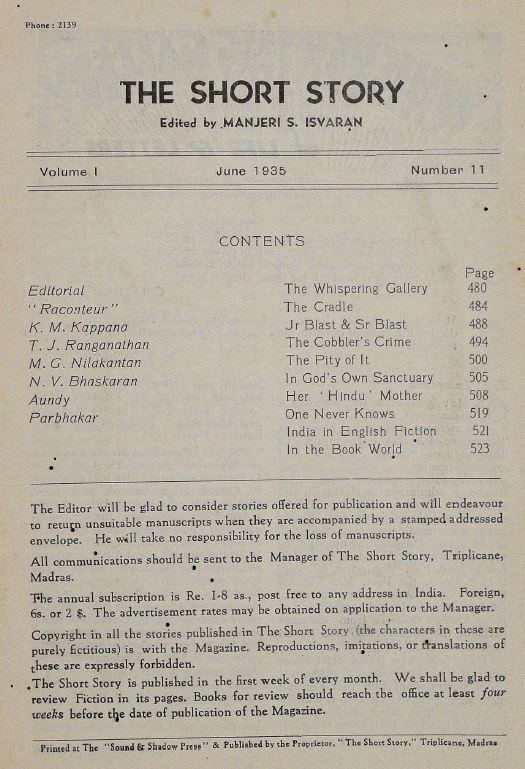 Phone : 2139
THE SHORT STORY
Edited by MANJERI S. ISVARAN
Volume I June 1935 Number 11
CONTENTS
Page
Editorial The Whispering Gallery 480
" Raconteur " The Cradle 484
K. M. Kappana Jr Blast & Sr Blast 488
T. J. Ranganathan The Cobbler's Crime 494
M. G. Nilakantan The Pity of It 500
N. V. Bhaskaran In God's Own Sanctuary 505
Aundy Her ' Hindu ' Mother 508
Parbhakar One Never Knows 519
India in English Fiction 521
In the Book World 523
The Editor will be glad to consider stories offered for publication and will endeavour
to return unsuitable manuscripts when they are accompanied by a stamped addressed
envelope. He will take no responsibility for the loss of manuscripts.
All communications should be sent to the Manager of The Short Story, Triplicane,
Madras.
The annual subscription is Re. 1-8 as., post free to any address in India. Foreign,
6s. or 2 $. The advertisement rates may be obtained on application to the Manager.
Copyright in all the stories published in The Short Story (the characters in these are
purely fictitious) is with the Magazine. Reproductions, imitations, or translations of
these are expressly forbidden.
The Short Story is published in the first week of every month. We shall be glad to
review Fiction in its pages. Books for review should reach the office at least four
weeks before the date of publication of the Magazine.
Printed at The "Sound & Shadow Press" & Published by the Proprietor, "The Short Story," Triplicane, Madras